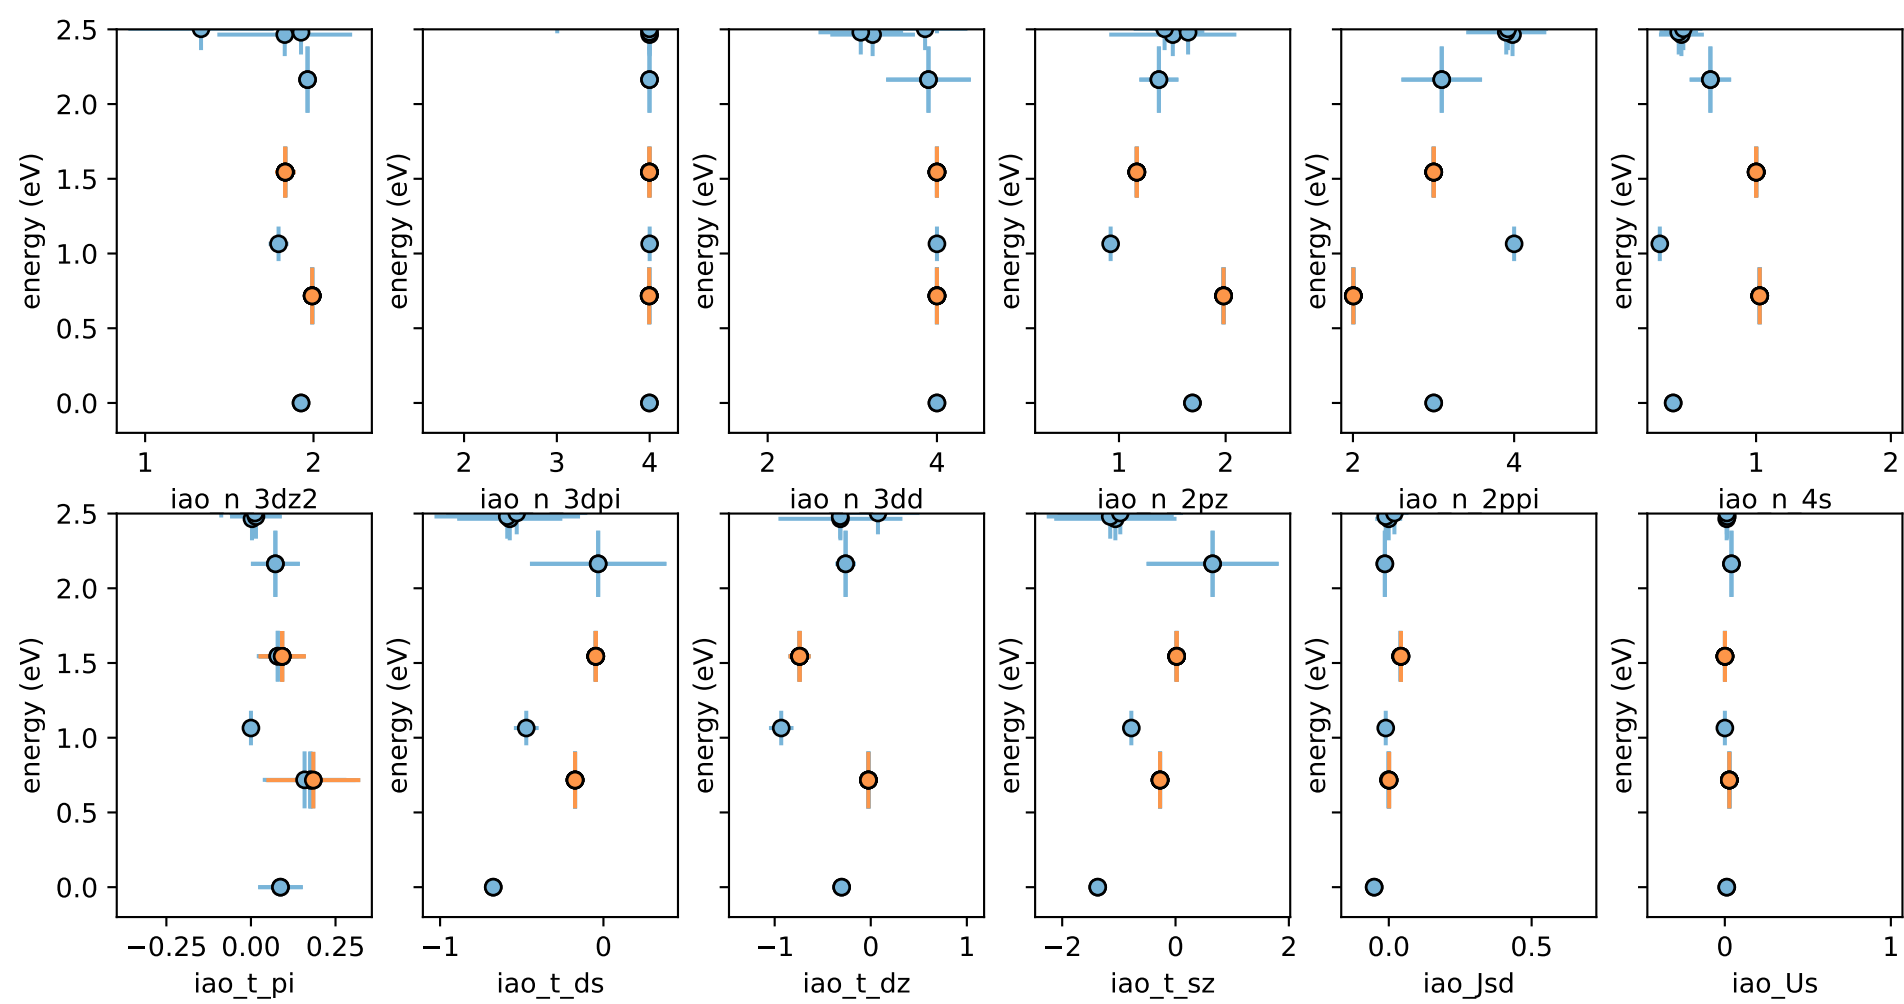 2.5
2.0
1.5
1.0
0.5
0.0
energy (eV)
energy (eV)
energy (eV)
energy (eV)
energy (eV)
energy (eV)
1 2
2 3 4
2 4
1 2
2 4
1 2
iao_n_3dz2 iao_n_3dpi iao_n_3dd iao_n_2pz iao_n_2ppi iao_n_4s
2.5
2.0
1.5
1.0
0.5
0.0
energy (eV)
energy (eV)
energy (eV)
energy (eV)
energy (eV)
energy (eV)
−0.25 0.00 0.25
−1 0
−1 0 1
−2 0 2
0.0 0.5
0 1
iao_t_pi iao_t_ds iao_t_dz iao_t_sz iao_Jsd iao_Us